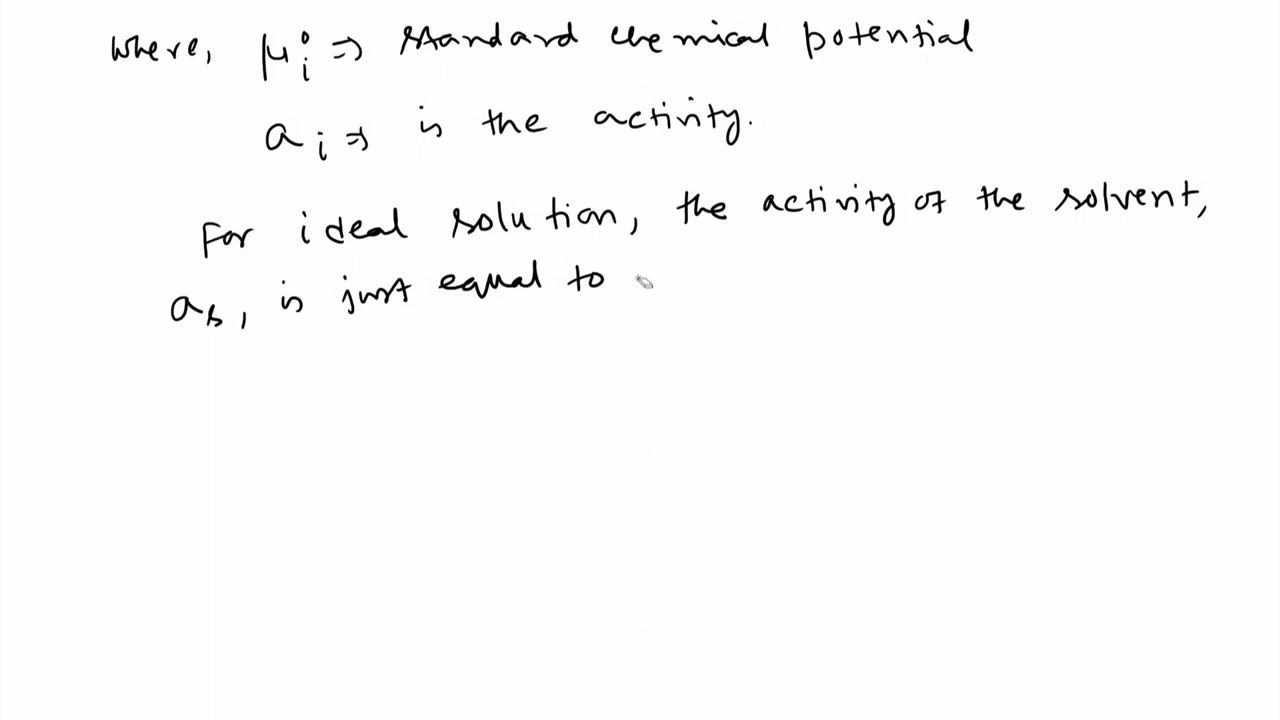 where, μᵢ° ⇒ standard chemical potential
aᵢ ⇒ is the activity.
For ideal solution, the activity of the solvent,
aₛ, is just equal to